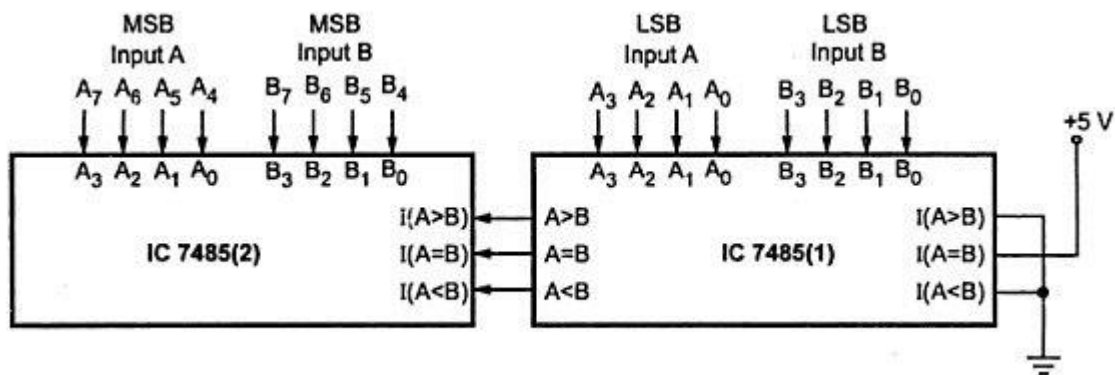 MSB MSB LSB LSB
Input A Input B Input A Input B
A7 A6 A5 A4 B7 B6 B5 B4 A3 A2 A1 A0 B3 B2 B1 B0
+5 V
A3 A2 A1 A0 B3 B2 B1 B0 A3 A2 A1 A0 B3 B2 B1 B0
I(A>B) A>B I(A>B)
IC 7485(2) I(A=B) A=B IC 7485(1) I(A=B)
I(A<B) A<B I(A<B)